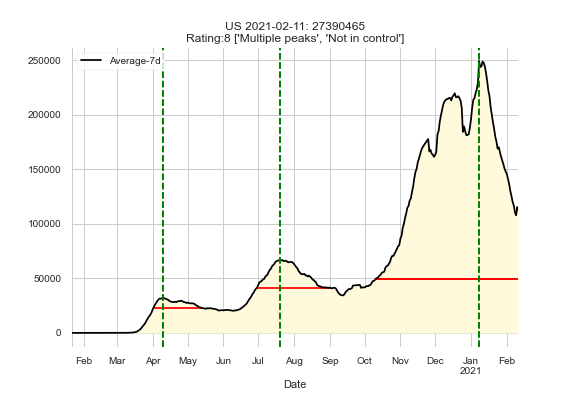 US 2021-02-11: 27390465
Rating:8 ['Multiple peaks', 'Not in control']
Average-7d
250000
200000
150000
100000
50000
0
Feb Mar Apr May Jun Jul Aug Sep Oct Nov Dec Jan Feb
2021
Date